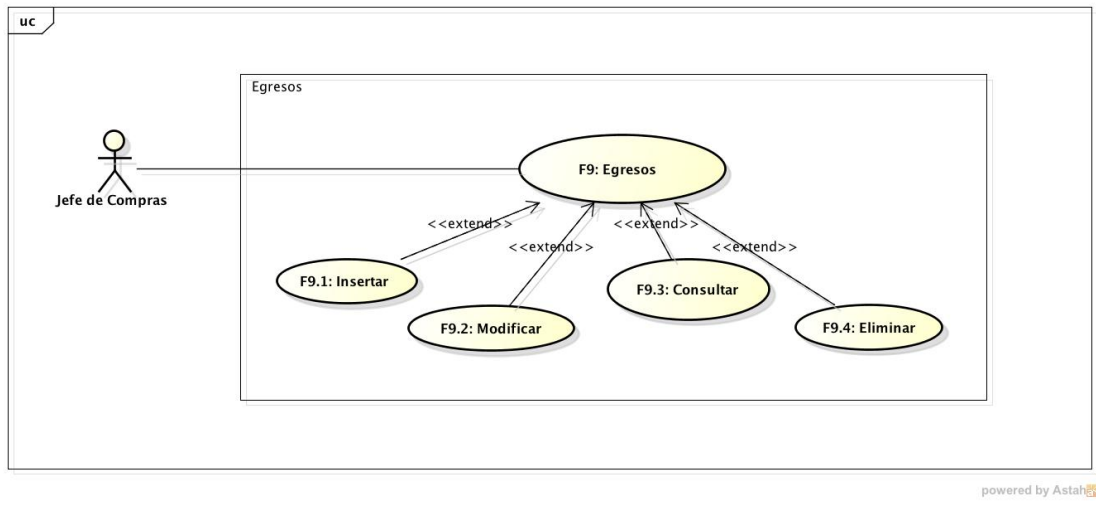 uc
Egresos
F9: Egresos
Jefe de Compras
<<extend>>
<<extend>>
<<extend>>
<<extend>>
F9.1: Insertar
F9.3: Consultar
F9.2: Modificar
F9.4: Eliminar
powered by Astah